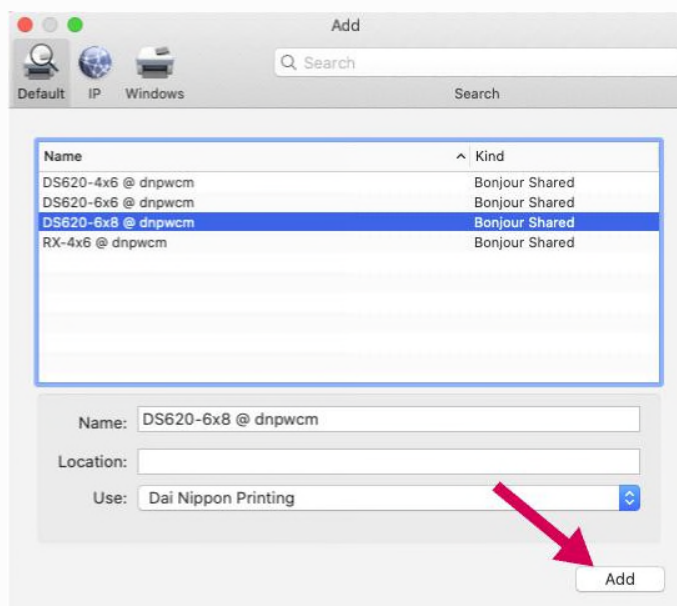 Add
Search
Default IP Windows Search
Name Kind
DS620-4x6 @ dnpwcm Bonjour Shared
DS620-6x6 @ dnpwcm Bonjour Shared
DS620-6x8 @ dnpwcm Bonjour Shared
RX-4x6 @ dnpwcm Bonjour Shared
Name: DS620-6x8 @ dnpwcm
Location:
Use: Dai Nippon Printing
Add